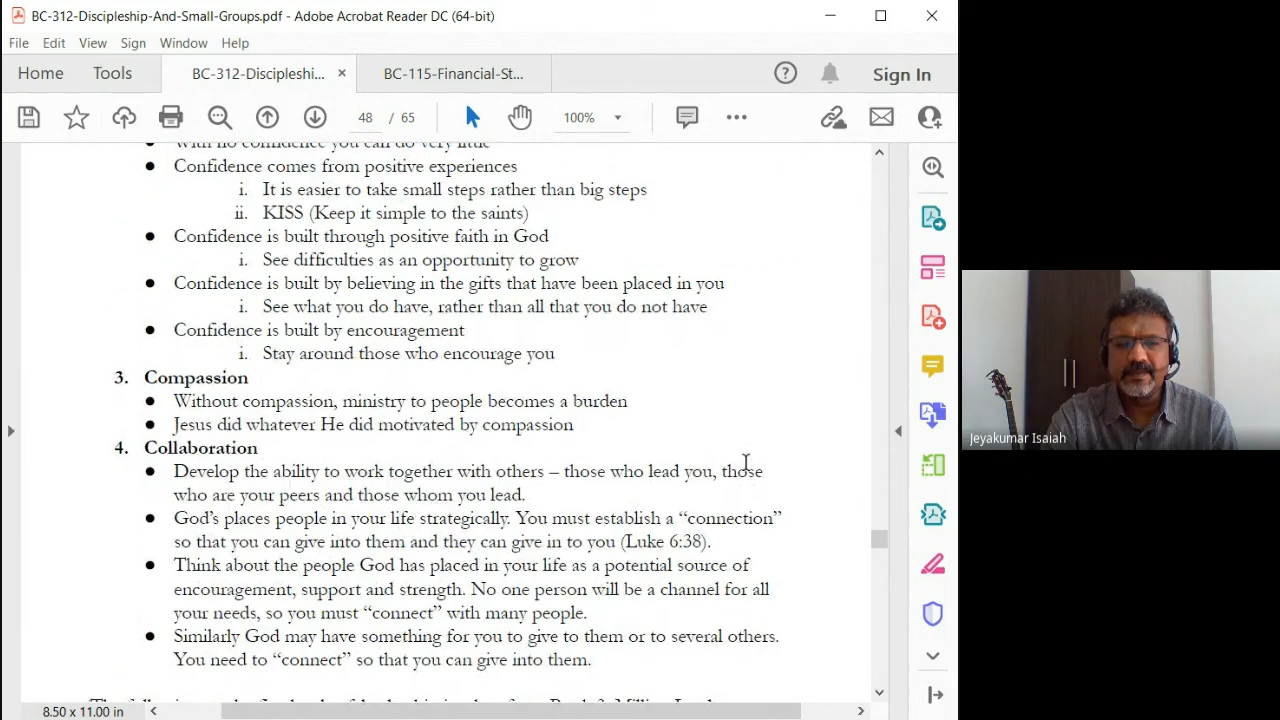 BC-312-Discipleship-And-Small-Groups.pdf - Adobe Acrobat Reader DC (64-bit)
File Edit View Sign Window Help
Home Tools BC-312-Discipleshi... × BC-115-Financial-St... Sign In
48 / 65 100%
with no confidence you can do very little
• Confidence comes from positive experiences
i. It is easier to take small steps rather than big steps
ii. KISS (Keep it simple to the saints)
• Confidence is built through positive faith in God
i. See difficulties as an opportunity to grow
• Confidence is built by believing in the gifts that have been placed in you
i. See what you do have, rather than all that you do not have
• Confidence is built by encouragement
i. Stay around those who encourage you
3. Compassion
• Without compassion, ministry to people becomes a burden
• Jesus did whatever He did motivated by compassion
4. Collaboration
• Develop the ability to work together with others – those who lead you, those
who are your peers and those whom you lead.
• God's places people in your life strategically. You must establish a "connection"
so that you can give into them and they can give in to you (Luke 6:38).
• Think about the people God has placed in your life as a potential source of
encouragement, support and strength. No one person will be a channel for all
your needs, so you must "connect" with many people.
• Similarly God may have something for you to give to them or to several others.
You need to "connect" so that you can give into them.
8.50 x 11.00 in
Jeyakumar Isaiah